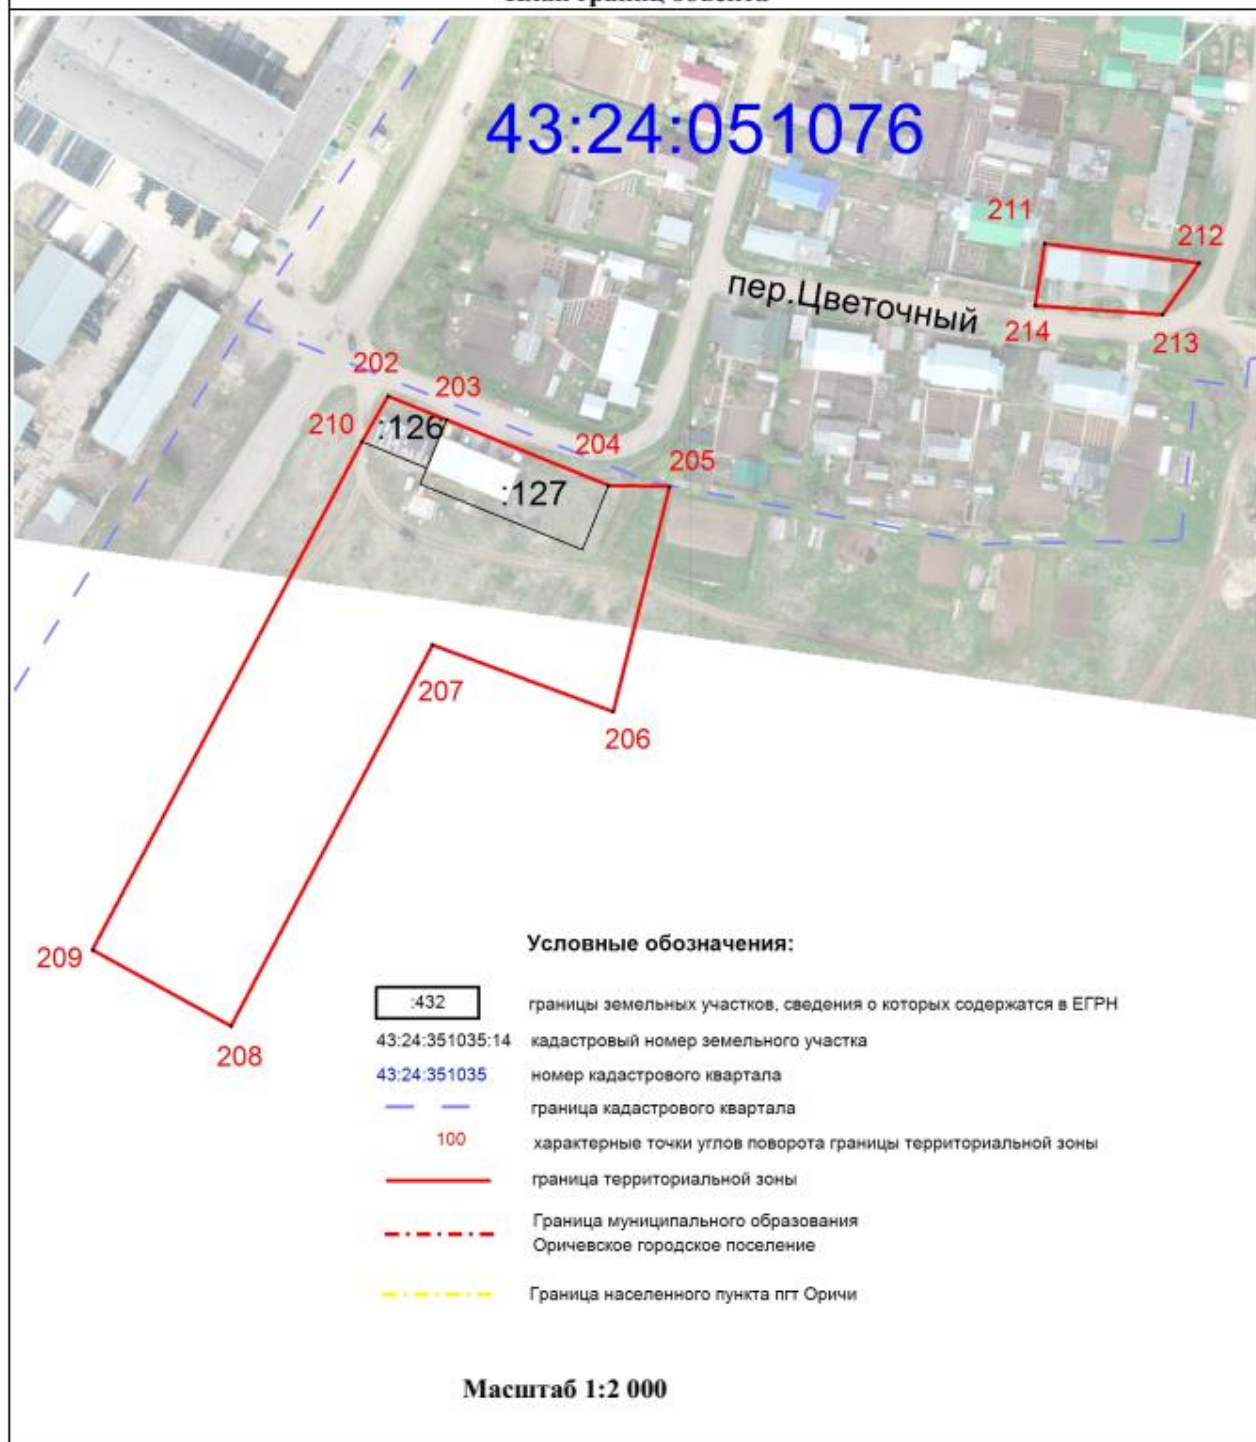 43:24:051076
211
212
пер.Цветочный
214
213
202
203
210
:126
204
205
:127
207
206
209
208
Условные обозначения:
:432 границы земельных участков, сведения о которых содержатся в ЕГРН
43:24:351035:14 кадастровый номер земельного участка
43:24:351035 номер кадастрового квартала
граница кадастрового квартала
100 характерные точки углов поворота границы территориальной зоны
граница территориальной зоны
Граница муниципального образования
Оричевское городское поселение
Граница населенного пункта пгт Оричи
Масштаб 1:2 000